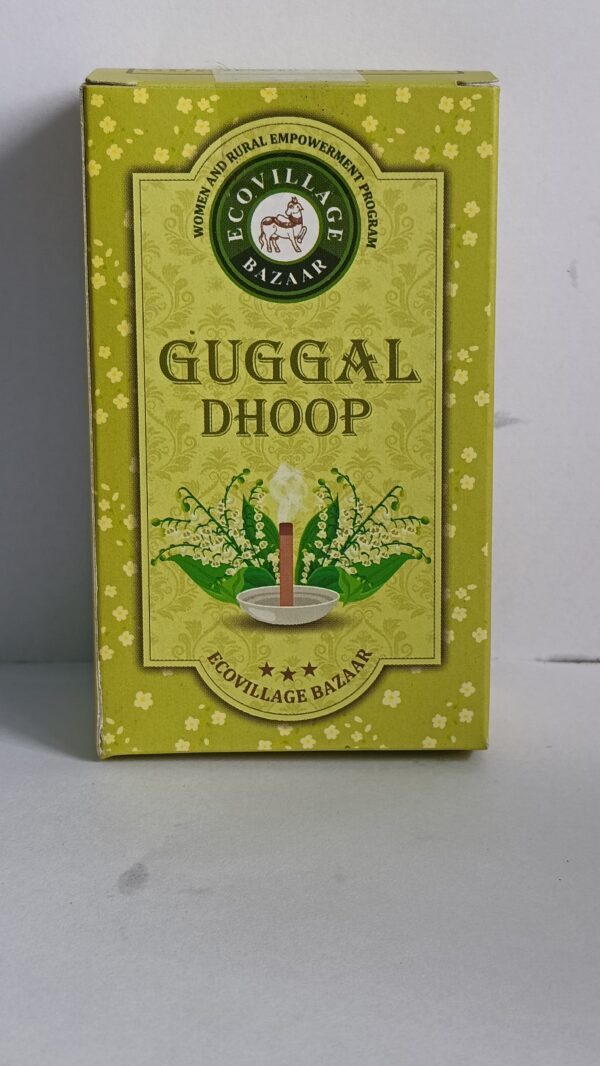 WOMEN AND RURAL EMPOWERMENT PROGRAM
ECOVILLAGE
BAZAAR
GUGGAL
DHOOP
ECOVILLAGE BAZAAR